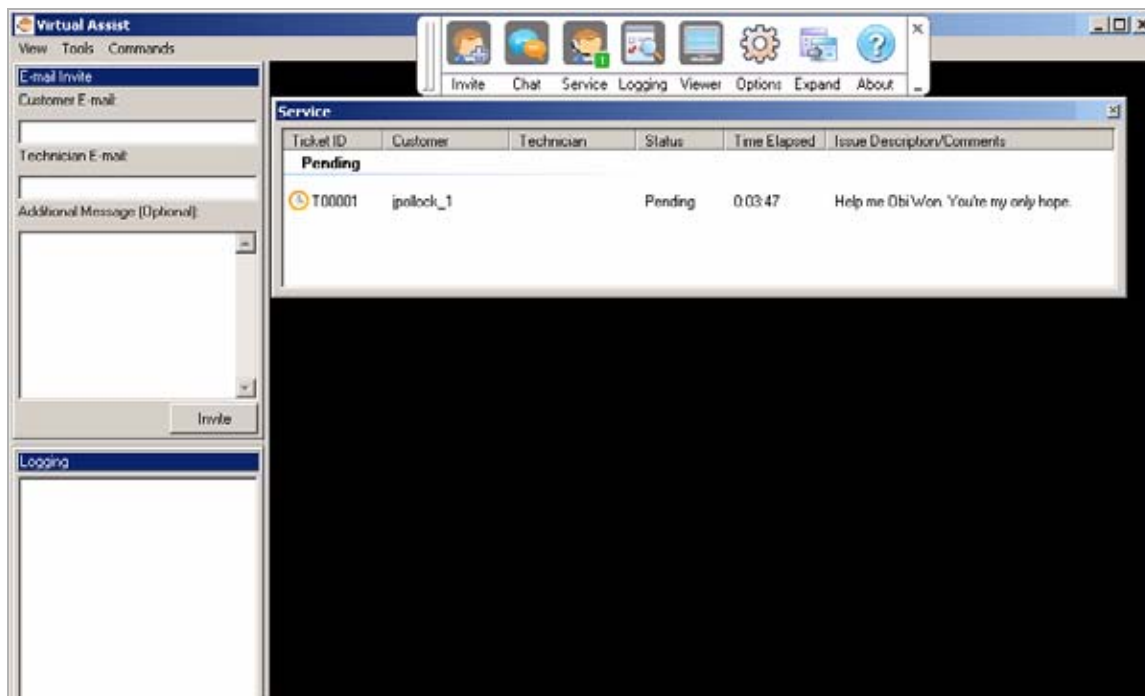 Virtual Assist
View Tools Commands
Invite Chat Service Logging Viewer Options Expand About
1
E-mail Invite
Customer E-mail:
Technician E-mail:
Additional Message (Optional):
Invite
Logging
Service
Ticket ID Customer Technician Status Time Elapsed Issue Description/Comments
Pending
T00001 jpollock_1 Pending 0:03:47 Help me Obi Won. You're my only hope.